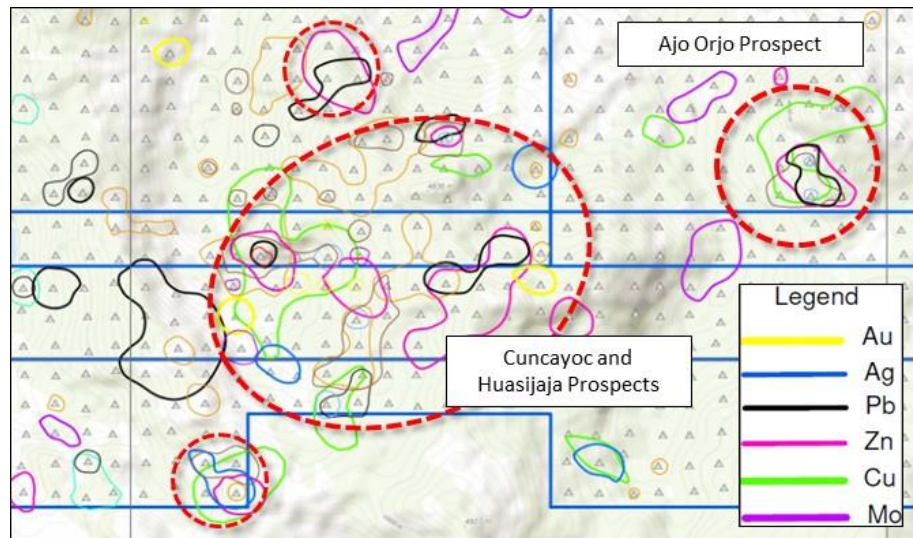 Ajo Orjo Prospect
Cuncayoc and
Huasijaja Prospects
Legend
Au
Ag
Pb
Zn
Cu
Mo